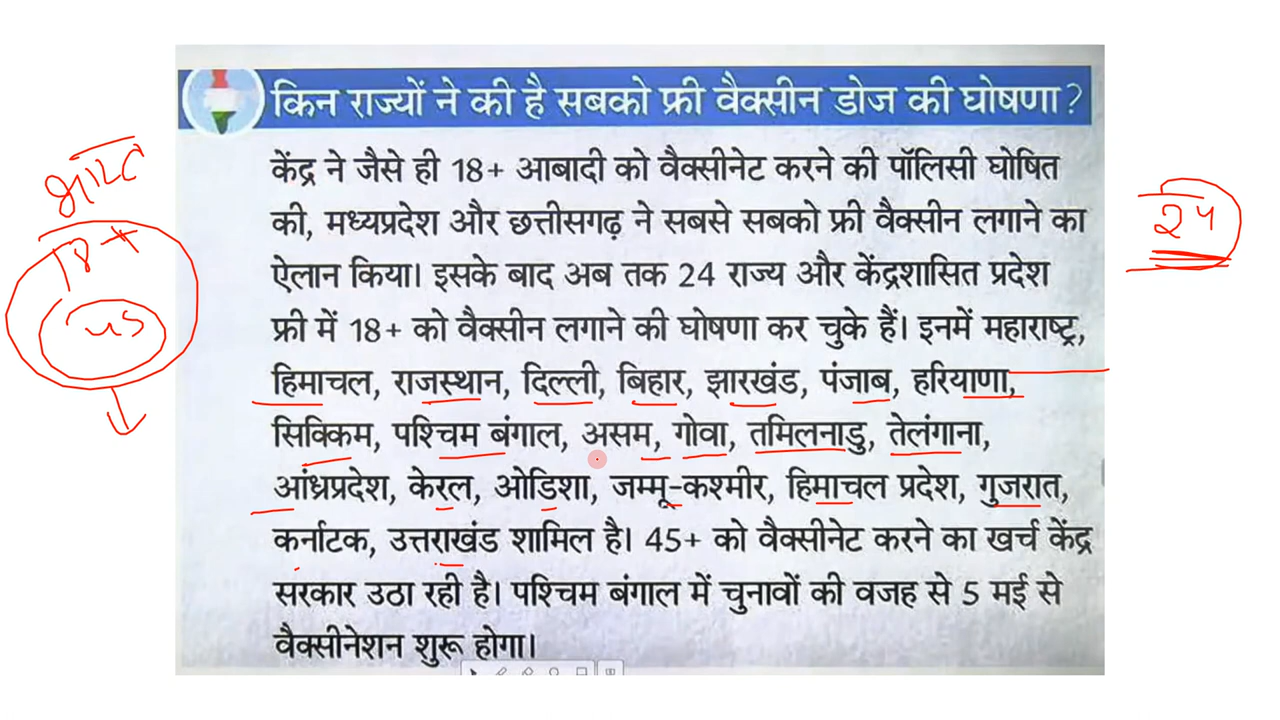 किन राज्यों ने की है सबको फ्री वैक्सीन डोज की घोषणा?
केंद्र ने जैसे ही 18+ आबादी को वैक्सीनेट करने की पॉलिसी घोषित
की, मध्यप्रदेश और छत्तीसगढ़ ने सबसे सबको फ्री वैक्सीन लगाने का
ऐलान किया। इसके बाद अब तक 24 राज्य और केंद्रशासित प्रदेश
फ्री में 18+ को वैक्सीन लगाने की घोषणा कर चुके हैं। इनमें महाराष्ट्र,
हिमाचल, राजस्थान, दिल्ली, बिहार, झारखंड, पंजाब, हरियाणा,
सिक्किम, पश्चिम बंगाल, असम, गोवा, तमिलनाडु, तेलंगाना,
आंध्रप्रदेश, केरल, ओडिशा, जम्मू-कश्मीर, हिमाचल प्रदेश, गुजरात,
कर्नाटक, उत्तराखंड शामिल है। 45+ को वैक्सीनेट करने का खर्च केंद्र
सरकार उठा रही है। पश्चिम बंगाल में चुनावों की वजह से 5 मई से
वैक्सीनेशन शुरू होगा।
भारत
18+
24